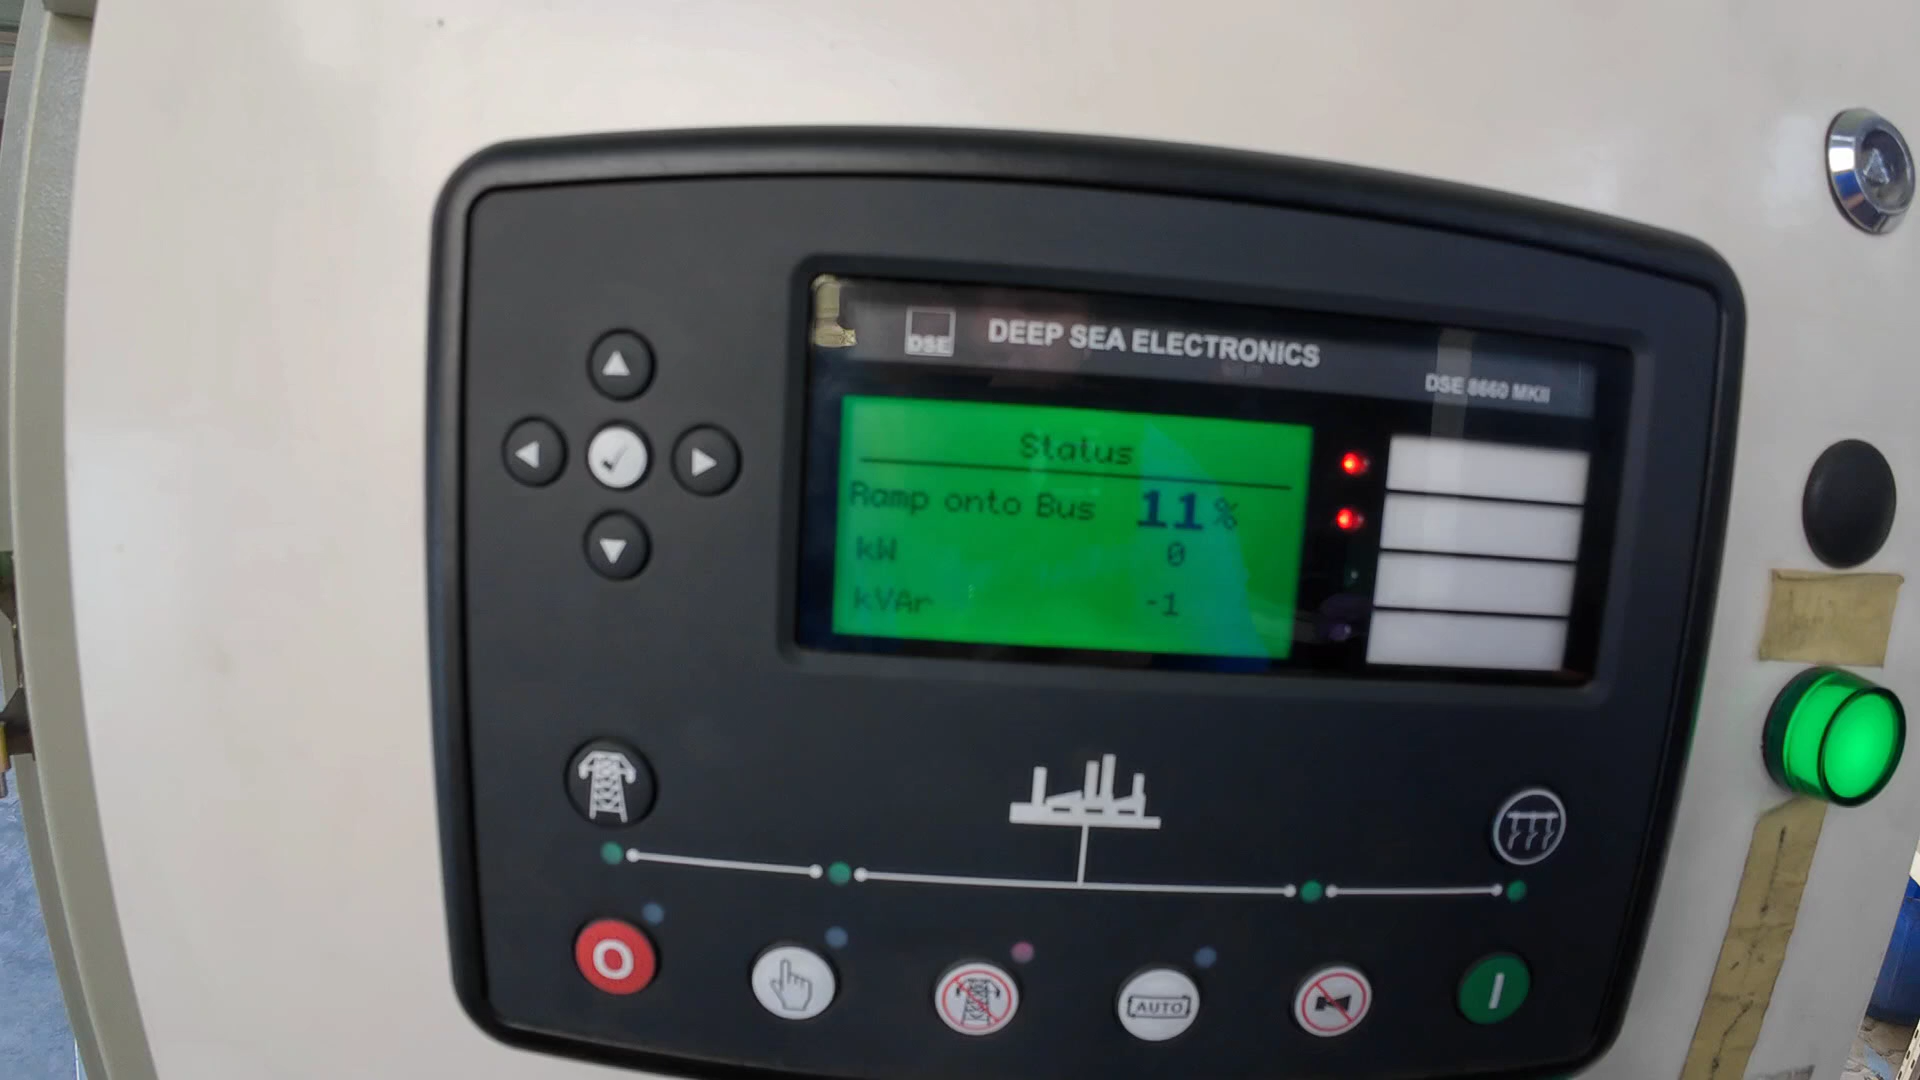 DSE
DEEP SEA ELECTRONICS
DSE 8660 MKII
Status
Ramp onto Bus 11%
kW 0
kVAr -1
AUTO